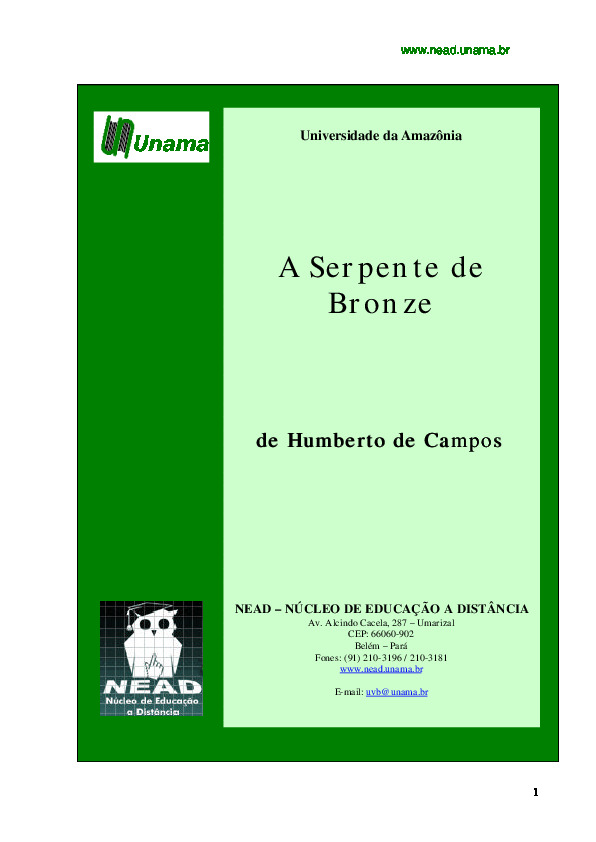 www.nead.unama.br
Unama
Universidade da Amazônia
A Serpente de
Bronze
de Humberto de Campos
NEAD – NÚCLEO DE EDUCAÇÃO A DISTÂNCIA
Av. Alcindo Cacela, 287 – Umarizal
CEP: 66060-902
Belém – Pará
Fones: (91) 210-3196 / 210-3181
www.nead.unama.br
E-mail: uvb@unama.br
NEAD
Núcleo de Educação
a Distância
1